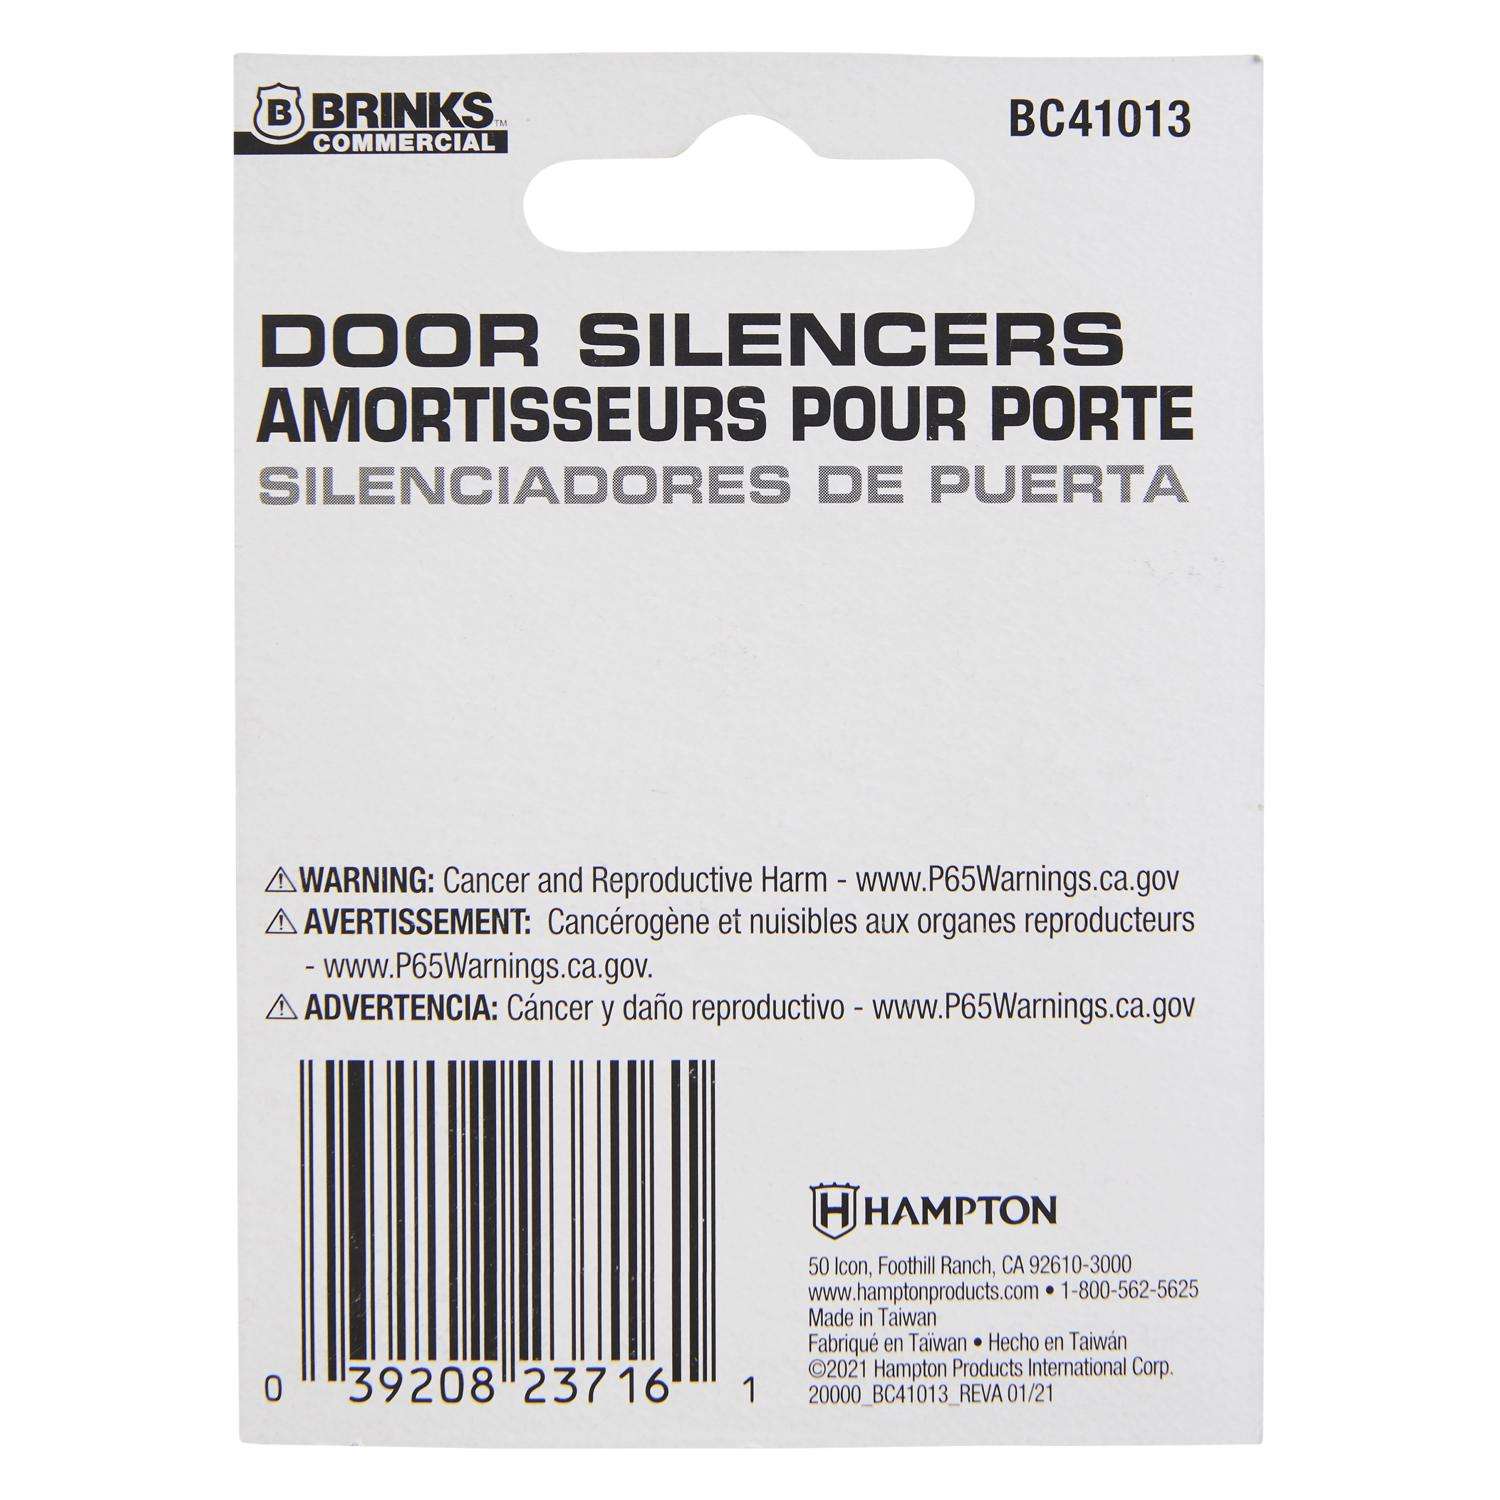 B BRINKS™
COMMERCIAL
BC41013
DOOR SILENCERS
AMORTISSEURS POUR PORTE
SILENCIADORES DE PUERTA
⚠WARNING: Cancer and Reproductive Harm - www.P65Warnings.ca.gov
⚠ AVERTISSEMENT: Cancérogène et nuisibles aux organes reproducteurs
- www.P65Warnings.ca.gov.
⚠ ADVERTENCIA: Cáncer y daño reproductivo - www.P65Warnings.ca.gov
0 39208 23716 1
H HAMPTON
50 Icon, Foothill Ranch, CA 92610-3000
www.hamptonproducts.com • 1-800-562-5625
Made in Taiwan
Fabriqué en Taïwan • Hecho en Taiwán
©2021 Hampton Products International Corp.
20000_BC41013_REVA 01/21